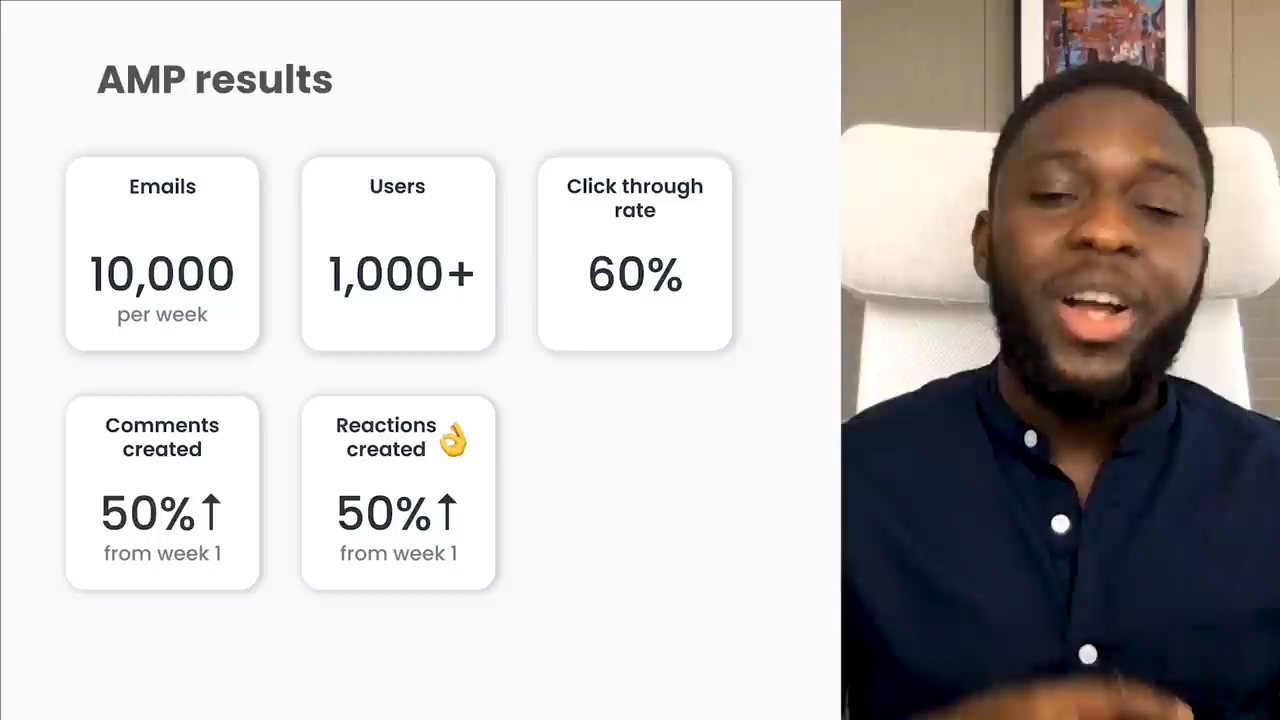 AMP results
Emails
10,000
per week
Users
1,000+
Click through
rate
60%
Comments
created
50%↑
from week 1
Reactions
created 👌
50%↑
from week 1